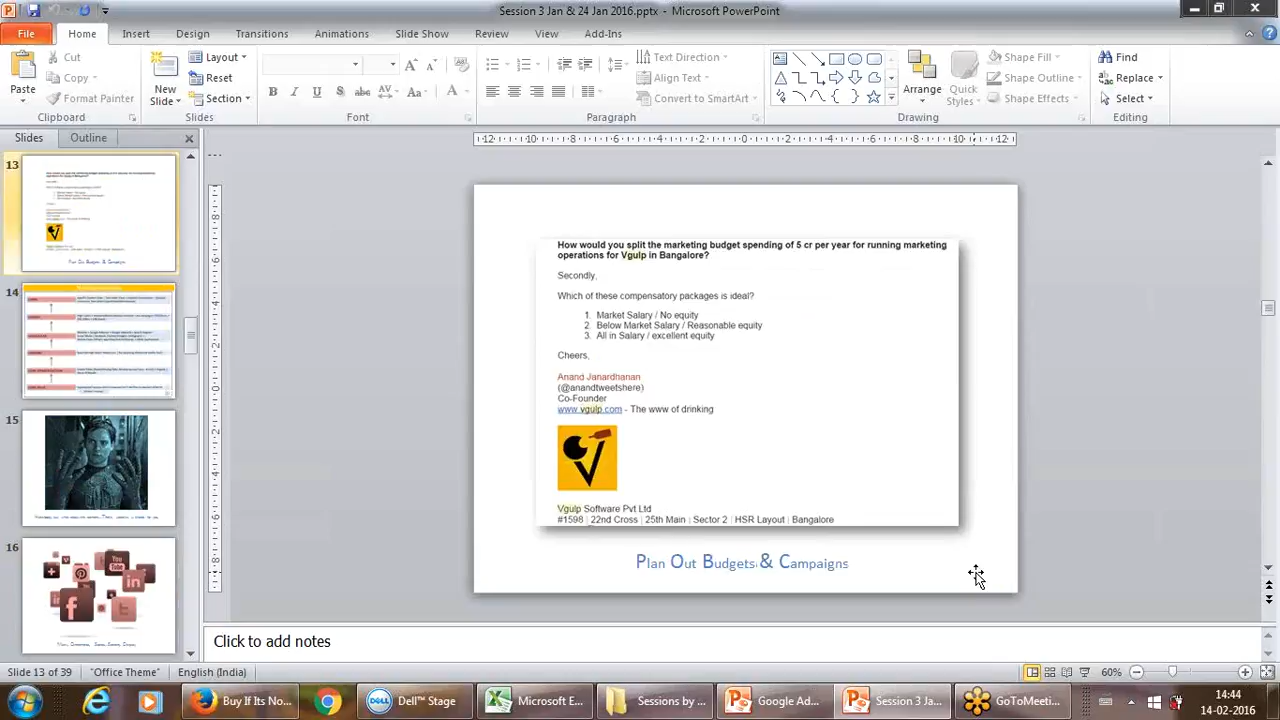 Session 3 Jan & 24 Jan 2016.pptx - Microsoft PowerPoint
File Home Insert Design Transitions Animations Slide Show Review View Add-Ins
Cut
Copy
Format Painter
Paste
Clipboard
New
Slide
Layout
Reset
Section
Slides
Font
Text Direction
Align Text
Convert to SmartArt
Paragraph
Arrange
Quick
Styles
Shape Fill
Shape Outline
Shape Effects
Drawing
Find
Replace
Select
Editing
Slides Outline
13
14
15
16
How would you split the marketing budget spends of 5 cr per year for running marketing
operations for vgulp in Bangalore?
Secondly,
Which of these compensatory packages is ideal?
1. Market Salary / No equity
2. Below Market Salary / Reasonable equity
3. All in Salary / excellent equity
Cheers,
Anand Janardhanan
(@anandtweetshere)
Co-Founder
www.vgulp.com - The www of drinking
Vgulp Software Pvt Ltd
#1598 | 22nd Cross | 25th Main | Sector 2 | HSR Layout | Bangalore
Plan Out Budgets & Campaigns
Click to add notes
Slide 13 of 39 "Office Theme" English (India) 60%
Till Its No... Dat™ Stage Microsoft F... Scored by ... Google Ad... Session 3 Ja... GoToMeeti...
14:44
14-02-2016